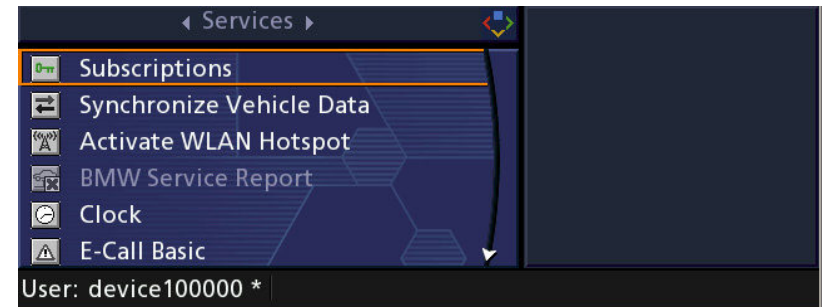 Services
Subscriptions
Synchronize Vehicle Data
Activate WLAN Hotspot
BMW Service Report
Clock
E-Call Basic
User: device100000 *